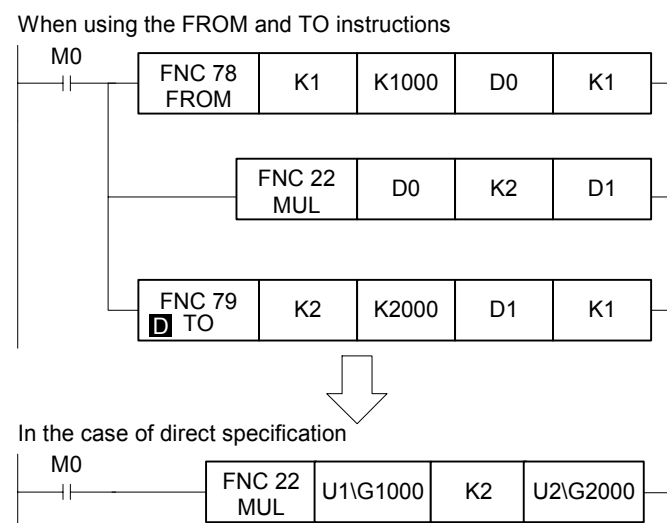 When using the FROM and TO instructions
M0
FNC 78 FROM K1 K1000 D0 K1
FNC 22 MUL D0 K2 D1
FNC 79 D TO K2 K2000 D1 K1
In the case of direct specification
M0
FNC 22 MUL U1\G1000 K2 U2\G2000